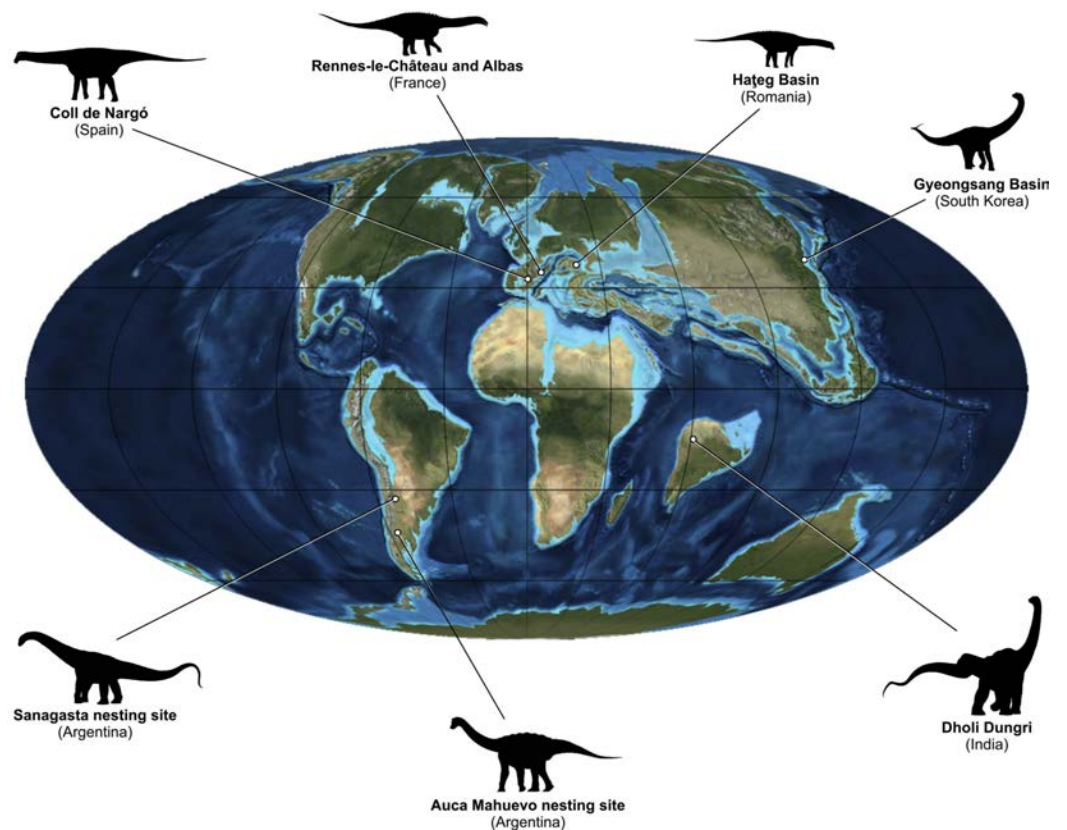 Rennes-le-Château and Albas
(France)
Haţeg Basin
(Romania)
Coll de Nargó
(Spain)
Gyeongsang Basin
(South Korea)
Sanagasta nesting site
(Argentina)
Dholi Dungri
(India)
Auca Mahuevo nesting site
(Argentina)